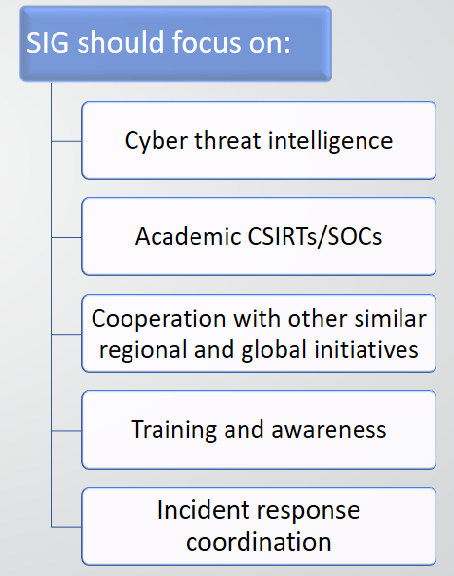 SIG should focus on:
Cyber threat intelligence
Academic CSIRTs/SOCs
Cooperation with other similar
regional and global initiatives
Training and awareness
Incident response
coordination